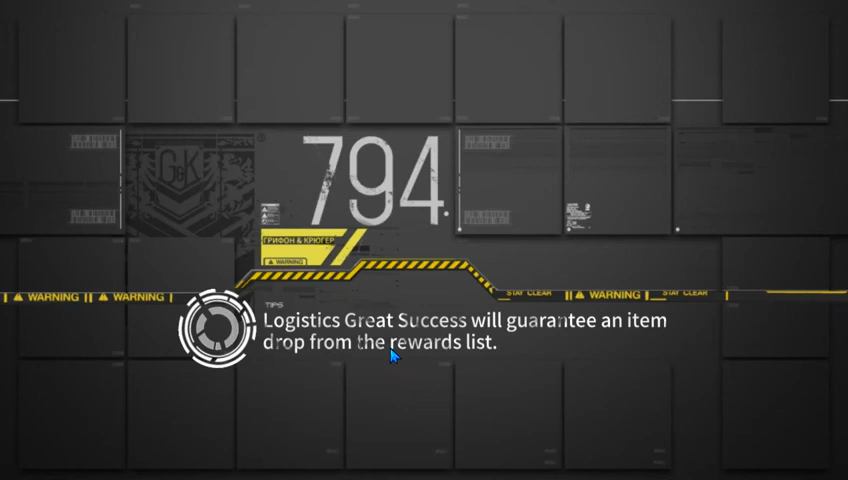 G&K
794.
ГРИФОН & КРЮГЕР
WARNING
WARNING
WARNING
STAY CLEAR
WARNING
STAY CLEAR
TIPS
Logistics Great Success will guarantee an item
drop from the rewards list.